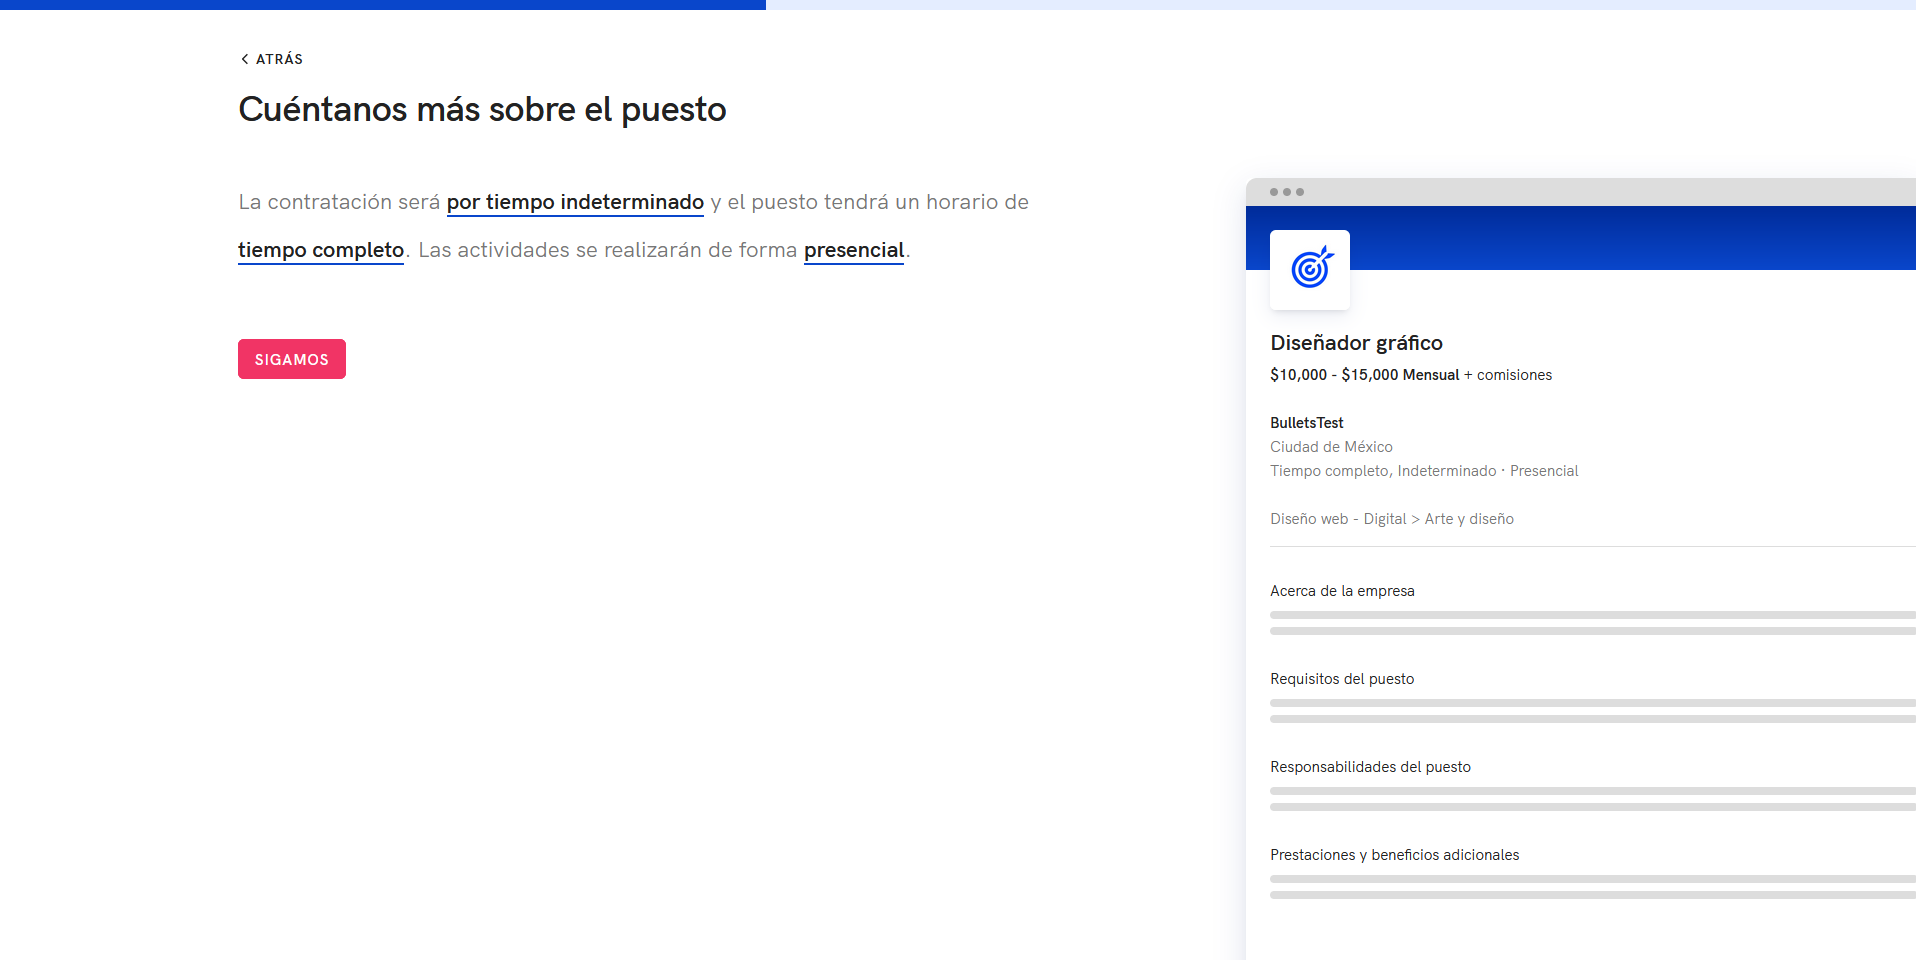 ATRÁS
Cuéntanos más sobre el puesto
La contratación será por tiempo indeterminado y el puesto tendrá un horario de
tiempo completo. Las actividades se realizarán de forma presencial.
SIGAMOS
Diseñador gráfico
$10,000 - $15,000 Mensual + comisiones
BulletsTest
Ciudad de México
Tiempo completo, Indeterminado · Presencial
Diseño web - Digital > Arte y diseño
Acerca de la empresa
Requisitos del puesto
Responsabilidades del puesto
Prestaciones y beneficios adicionales